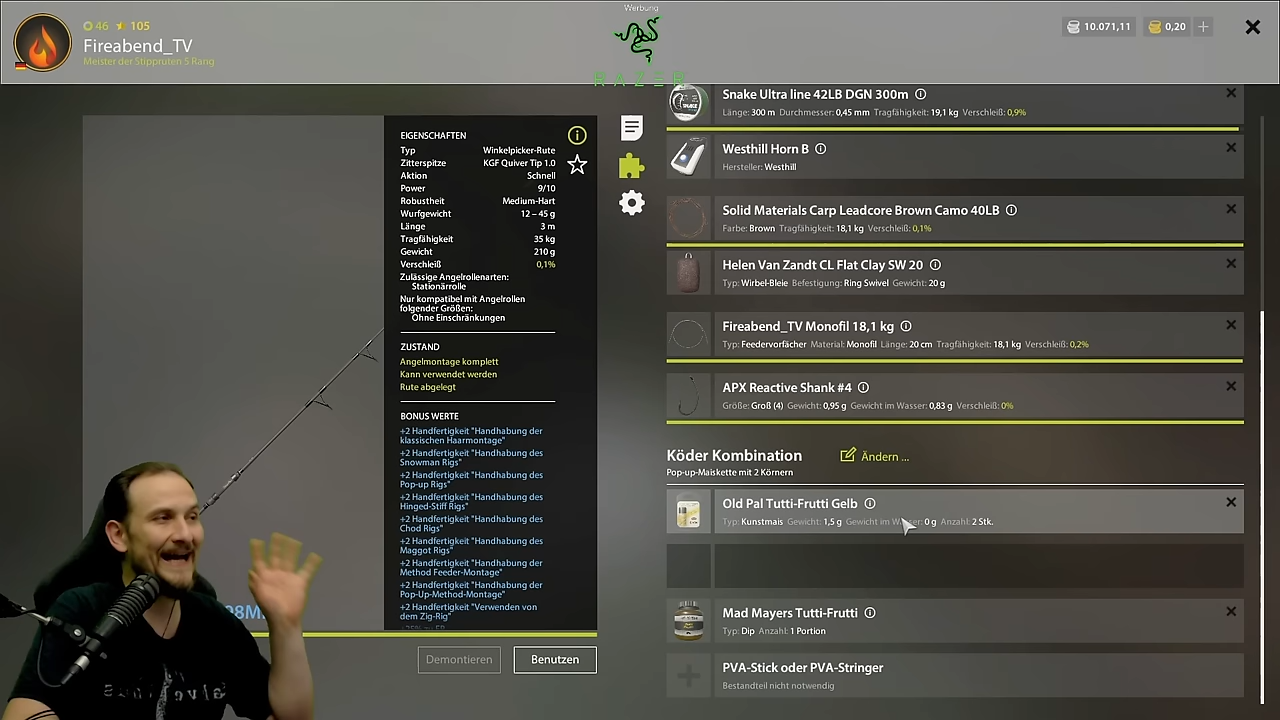 Werbung
RAZER
46 105
Fireabend_TV
Meister der Stippruten 5 Rang
10.071,11
0,20
EIGENSCHAFTEN
Typ Winkelpicker-Rute
Zitterspitze KGF Quiver Tip 1.0
Aktion Schnell
Power 9/10
Robustheit Medium-Hart
Wurfgewicht 12 – 45 g
Länge 3 m
Tragfähigkeit 35 kg
Gewicht 210 g
Verschleiß 0,1%
Zulässige Angelrollenarten:
Stationärrolle
Nur kompatibel mit Angelrollen
folgender Größen:
Ohne Einschränkungen
ZUSTAND
Angelmontage komplett
Kann verwendet werden
Rute abgelegt
BONUS WERTE
+2 Handfertigkeit "Handhabung der
klassischen Haarmontage"
+2 Handfertigkeit "Handhabung des
Snowman Rigs"
+2 Handfertigkeit "Handhabung des
Pop-up Rigs"
+2 Handfertigkeit "Handhabung des
Hinged-Stiff Rigs"
+2 Handfertigkeit "Handhabung des
Chod Rigs"
+2 Handfertigkeit "Handhabung des
Maggot Rigs"
+2 Handfertigkeit "Handhabung der
Method Feeder-Montage"
+2 Handfertigkeit "Handhabung der
Pop-Up-Method-Montage"
+2 Handfertigkeit "Verwenden von
dem Zig-Rig"
Demontieren
Benutzen
Snake Ultra line 42LB DGN 300m
Länge: 300 m Durchmesser: 0,45 mm Tragfähigkeit: 19,1 kg Verschleiß: 0,9%
Westhill Horn B
Hersteller: Westhill
Solid Materials Carp Leadcore Brown Camo 40LB
Farbe: Brown Tragfähigkeit: 18,1 kg Verschleiß: 0,1%
Helen Van Zandt CL Flat Clay SW 20
Typ: Wirbel-Bleie Befestigung: Ring Swivel Gewicht: 20 g
Fireabend_TV Monofil 18,1 kg
Typ: Feedervorfächer Material: Monofil Länge: 20 cm Tragfähigkeit: 18,1 kg Verschleiß: 0,2%
APX Reactive Shank #4
Größe: Groß (4) Gewicht: 0,95 g Gewicht im Wasser: 0,83 g Verschleiß: 0%
Köder Kombination
Ändern ...
Pop-up-Maiskette mit 2 Körnern
Old Pal Tutti-Frutti Gelb
Typ: Kunstmais Gewicht: 1,5 g Gewicht im Wasser: 0 g Anzahl: 2 Stk.
Mad Mayers Tutti-Frutti
Typ: Dip Anzahl: 1 Portion
PVA-Stick oder PVA-Stringer
Bestandteil nicht notwendig